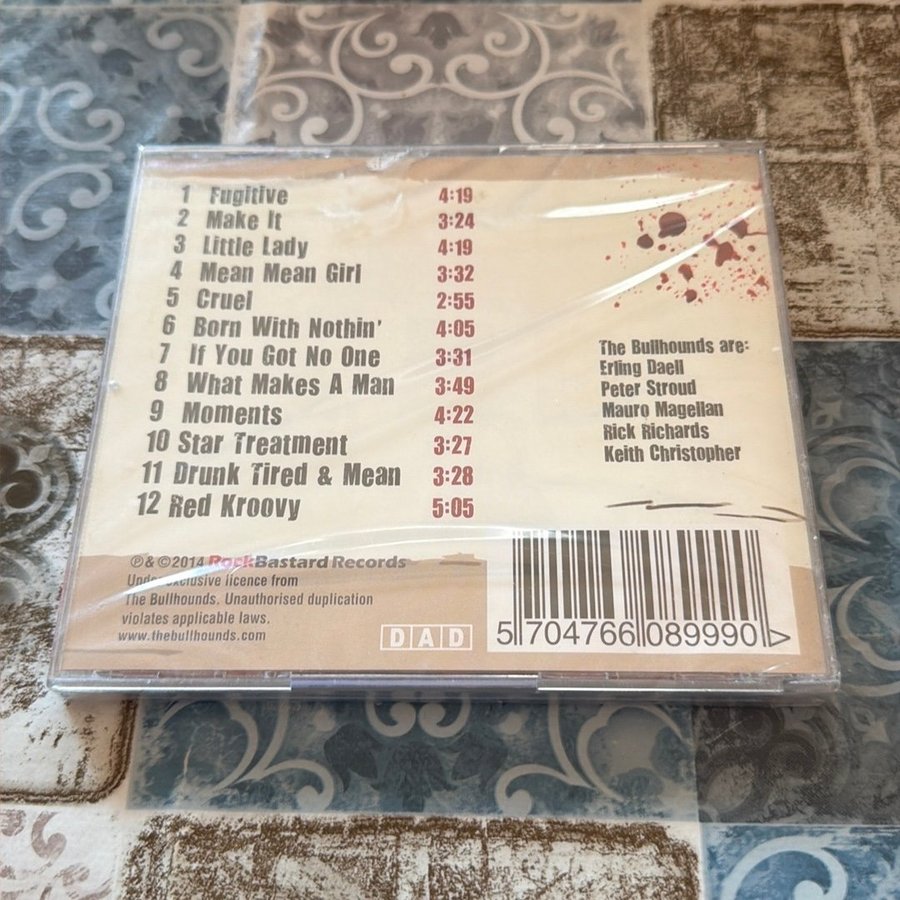 1 Fugitive 4:19
2 Make It 3:24
3 Little Lady 4:19
4 Mean Mean Girl 3:32
5 Cruel 2:55
6 Born With Nothin' 4:05
7 If You Got No One 3:31
8 What Makes A Man 3:49
9 Moments 4:22
10 Star Treatment 3:27
11 Drunk Tired & Mean 3:28
12 Red Kroovy 5:05
The Bullhounds are:
Erling Daell
Peter Stroud
Mauro Magellan
Rick Richards
Keith Christopher
℗ & © 2014 RockBastard Records
Under exclusive licence from
The Bullhounds. Unauthorised duplication
violates applicable laws.
www.thebullhounds.com
DAD
5 704766 089990 >